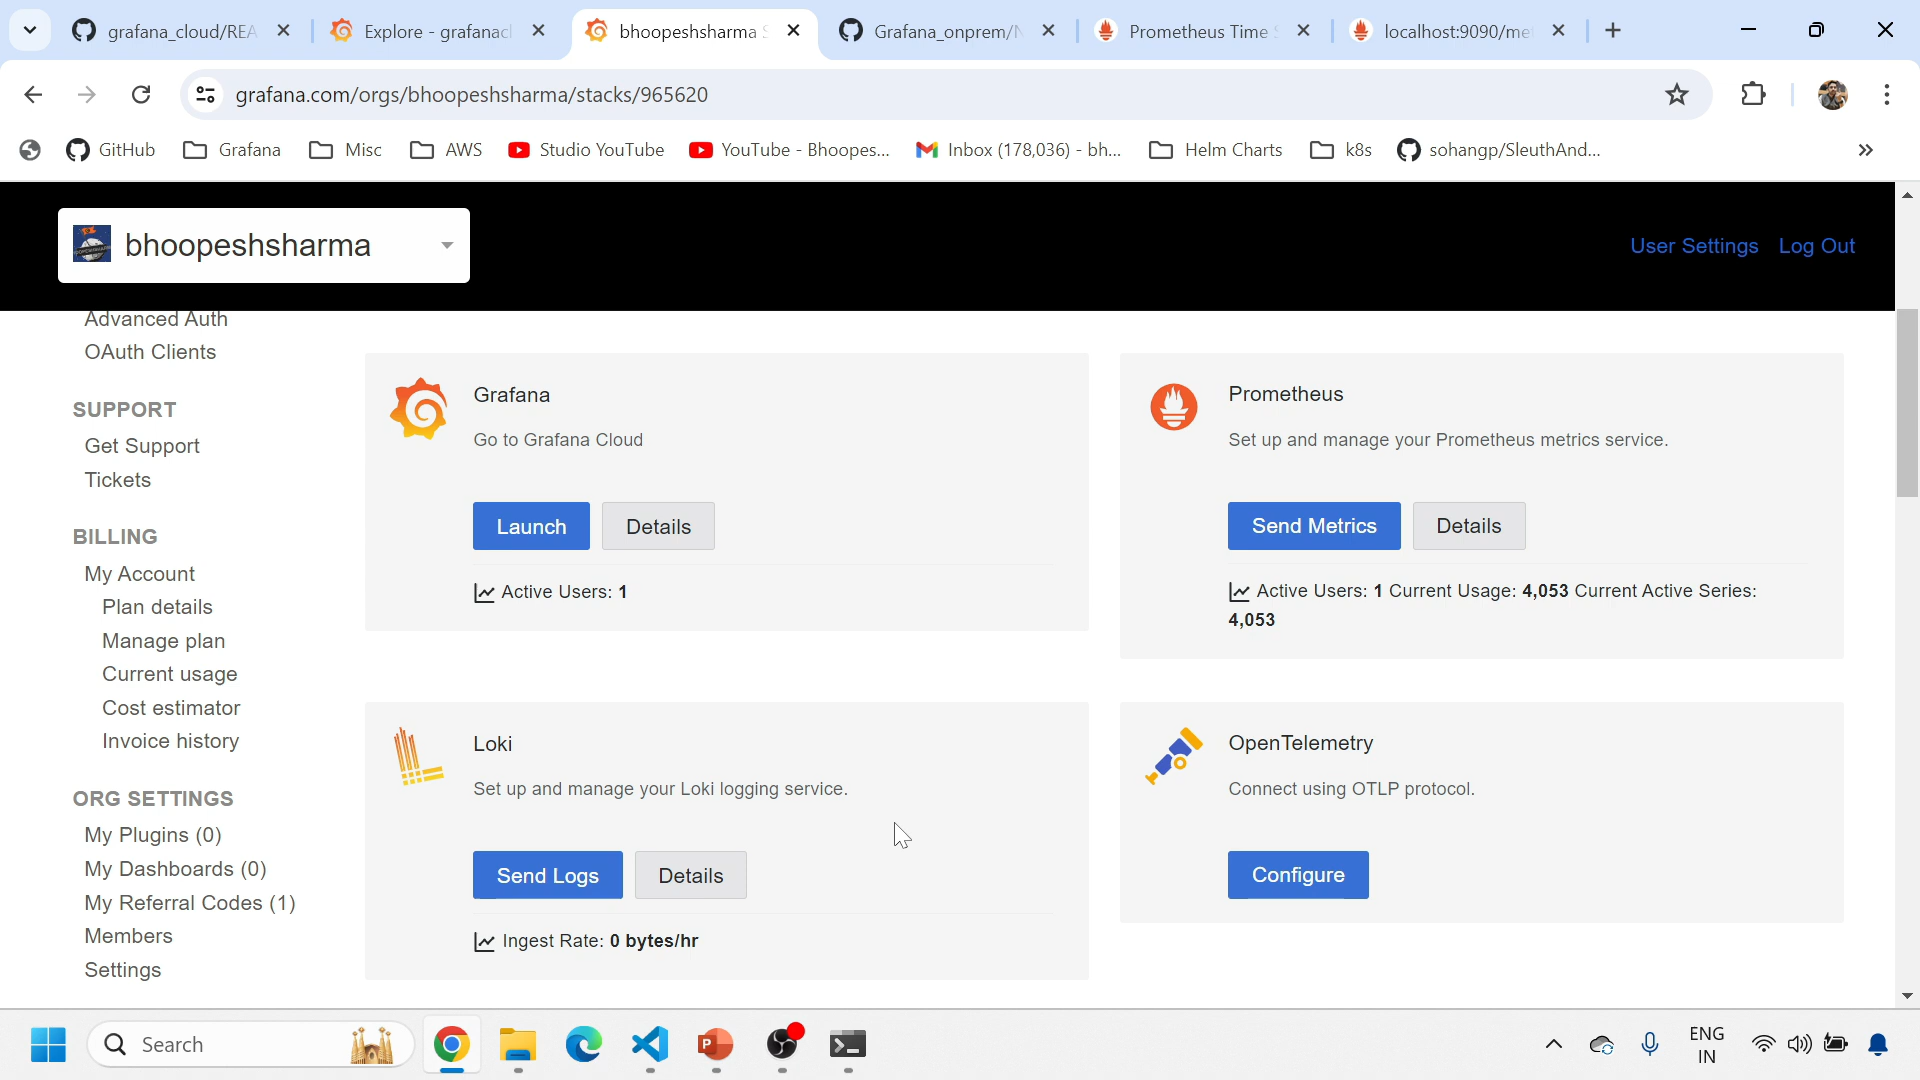 grafana_cloud/REA
Explore - grafanacl
bhoopeshsharma S
Grafana_onprem/N
Prometheus Time S
localhost:9090/met
grafana.com/orgs/bhoopeshsharma/stacks/965620
GitHub
Grafana
Misc
AWS
Studio YouTube
YouTube - Bhoopes...
Inbox (178,036) - bh...
Helm Charts
k8s
sohangp/SleuthAnd...
bhoopeshsharma
User Settings
Log Out
Advanced Auth
OAuth Clients
SUPPORT
Get Support
Tickets
BILLING
My Account
Plan details
Manage plan
Current usage
Cost estimator
Invoice history
ORG SETTINGS
My Plugins (0)
My Dashboards (0)
My Referral Codes (1)
Members
Settings
Grafana
Go to Grafana Cloud
Launch
Details
Active Users: 1
Prometheus
Set up and manage your Prometheus metrics service.
Send Metrics
Details
Active Users: 1 Current Usage: 4,053 Current Active Series:
4,053
Loki
Set up and manage your Loki logging service.
Send Logs
Details
Ingest Rate: 0 bytes/hr
OpenTelemetry
Connect using OTLP protocol.
Configure
Search
ENG
IN